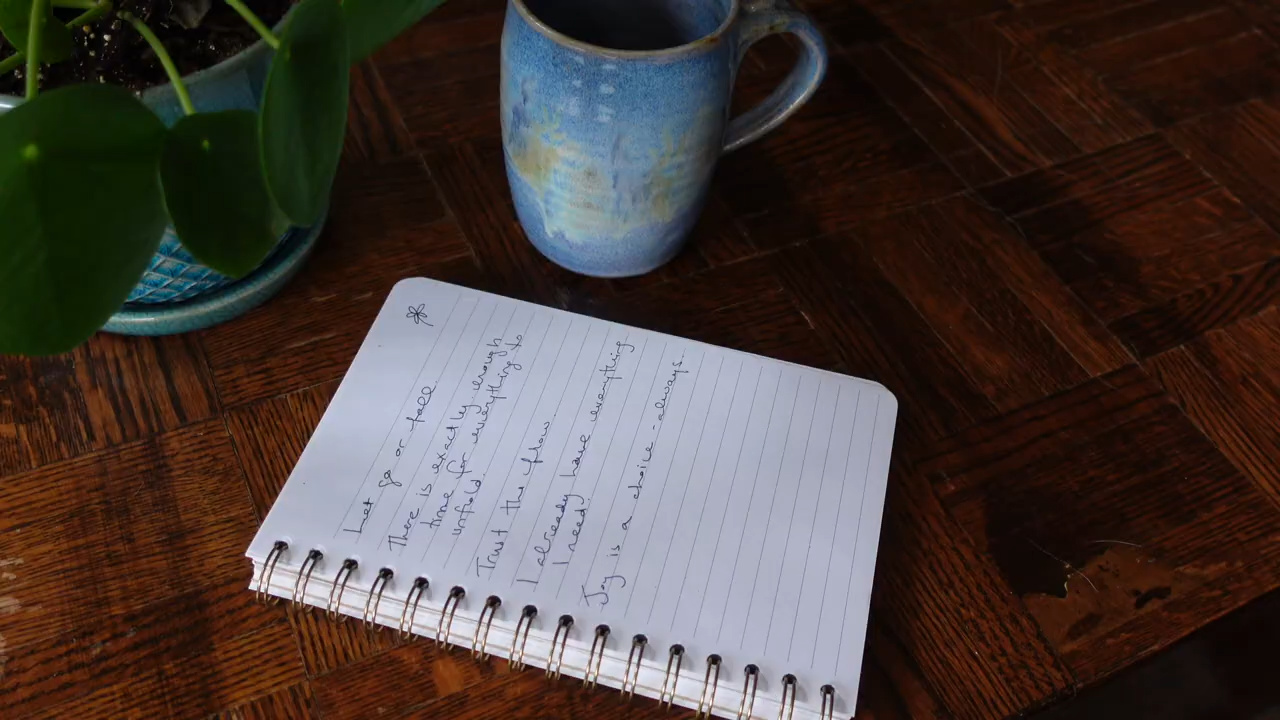 Let go or fall.
There is exactly enough
time for everything to
unfold.
Trust the flow.
I already have everything
I need.
Joy is a choice - always.